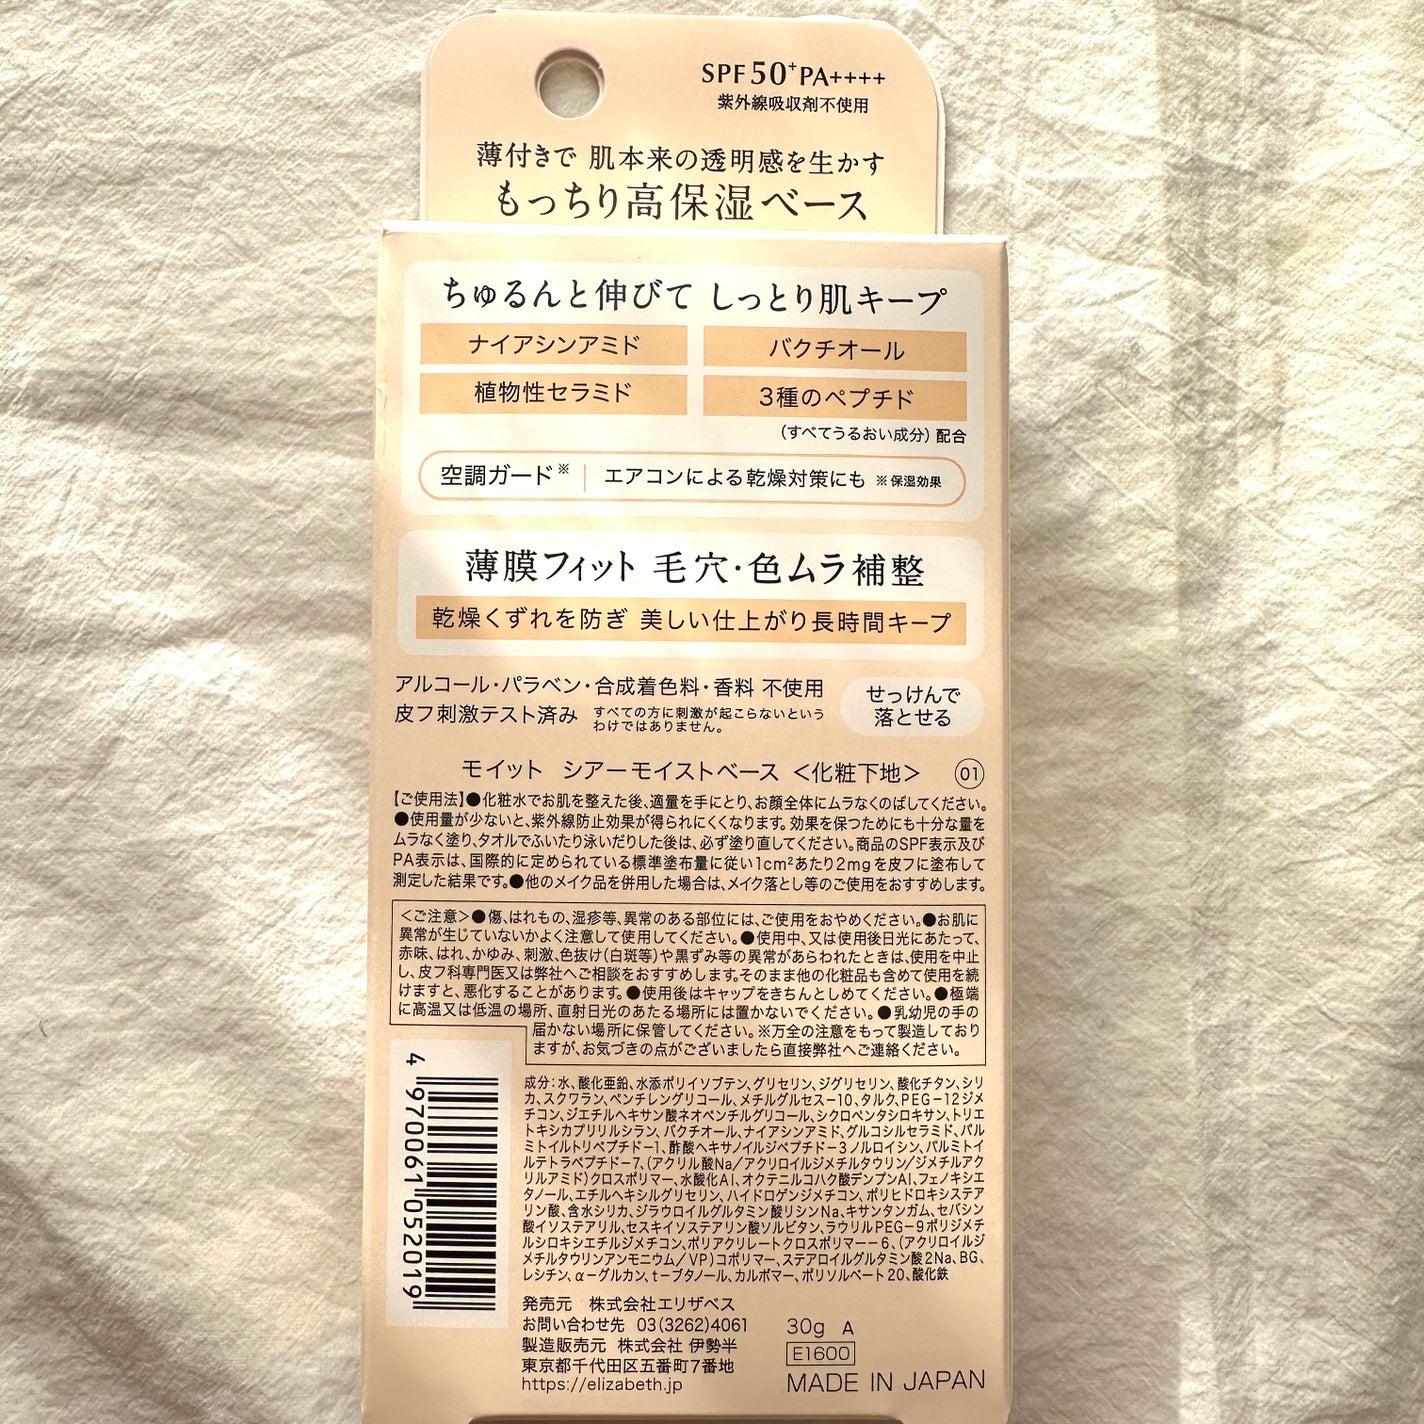 SPF50⁺PA++++
紫外線吸収剤不使用
薄付きで 肌本来の透明感を生かす
もっちり高保湿ベース
ちゅるんと伸びて しっとり肌キープ
ナイアシンアミド
バクチオール
植物性セラミド
3種のペプチド
(すべてうるおい成分)配合
空調ガード※ エアコンによる乾燥対策にも ※保湿効果
薄膜フィット 毛穴・色ムラ補整
乾燥くずれを防ぎ 美しい仕上がり長時間キープ
アルコール・パラベン・合成着色料・香料 不使用
皮フ刺激テスト済み すべての方に刺激が起こらないという
わけではありません。
せっけんで
落とせる
モイット シアーモイストベース <化粧下地> 01
【ご使用法】●化粧水でお肌を整えた後、適量を手にとり、お顔全体にムラなくのばしてください。
●使用量が少ないと、紫外線防止効果が得られにくくなります。効果を保つためにも十分な量を
ムラなく塗り、タオルでふいたり泳いだりした後は、必ず塗り直してください。商品のSPF表示及び
PA表示は、国際的に定められている標準塗布量に従い1cm²あたり2mgを皮フに塗布して
測定した結果です。●他のメイク品を併用した場合は、メイク落とし等のご使用をおすすめします。
<ご注意>●傷、はれもの、湿疹等、異常のある部位には、ご使用をおやめください。●お肌に
異常が生じていないかよく注意して使用してください。●使用中、又は使用後日光にあたって、
赤味、はれ、かゆみ、刺激、色抜け(白斑等)や黒ずみ等の異常があらわれたときは、使用を中止
し、皮フ科専門医又は弊社へご相談をおすすめします。そのまま他の化粧品も含めて使用を続
けますと、悪化することがあります。●使用後はキャップをきちんとしめてください。●極端
に高温又は低温の場所、直射日光のあたる場所には置かないでください。●乳幼児の手の
届かない場所に保管してください。※万全の注意をもって製造しており
ますが、お気づきの点がございましたら直接弊社へご連絡ください。
4 970061 052019
成分:水、酸化亜鉛、水添ポリイソブテン、グリセリン、ジグリセリン、酸化チタン、シリ
カ、スクワラン、ペンチレングリコール、メチルグルセス-10、タルク、PEG-12ジメ
チコン、ジエチルヘキサン酸ネオペンチルグリコール、シクロペンタシロキサン、トリエ
トキシカプリリルシラン、バクチオール、ナイアシンアミド、グルコシルセラミド、パル
ミトイルトリペプチド-1、酢酸ヘキサノイルジペプチド-3ノルロイシン、パルミトイ
ルテトラペプチド-7、(アクリル酸Na/アクリロイルジメチルタウリン/ジメチルアク
リルアミド)クロスポリマー、水酸化Al、オクテニルコハク酸デンプンAl、フェノキシエ
タノール、エチルヘキシルグリセリン、ハイドロゲンジメチコン、ポリヒドロキシステア
リン酸、含水シリカ、ジラウロイルグルタミン酸リシンNa、キサンタンガム、セバシン
酸イソステアリル、セスキイソステアリン酸ソルビタン、ラウリルPEG-9ポリジメチ
ルシロキシエチルジメチコン、ポリアクリレートクロスポリマー-6、(アクリロイルジ
メチルタウリンアンモニウム/VP)コポリマー、ステアロイルグルタミン酸2Na、BG、
レシチン、α-グルカン、t-ブタノール、カルボマー、ポリソルベート20、酸化鉄
発売元 株式会社エリザベス
お問い合わせ先 03(3262)4061
製造販売元 株式会社 伊勢半
東京都千代田区五番町7番地
https://elizabeth.jp
30g A
E1600
MADE IN JAPAN